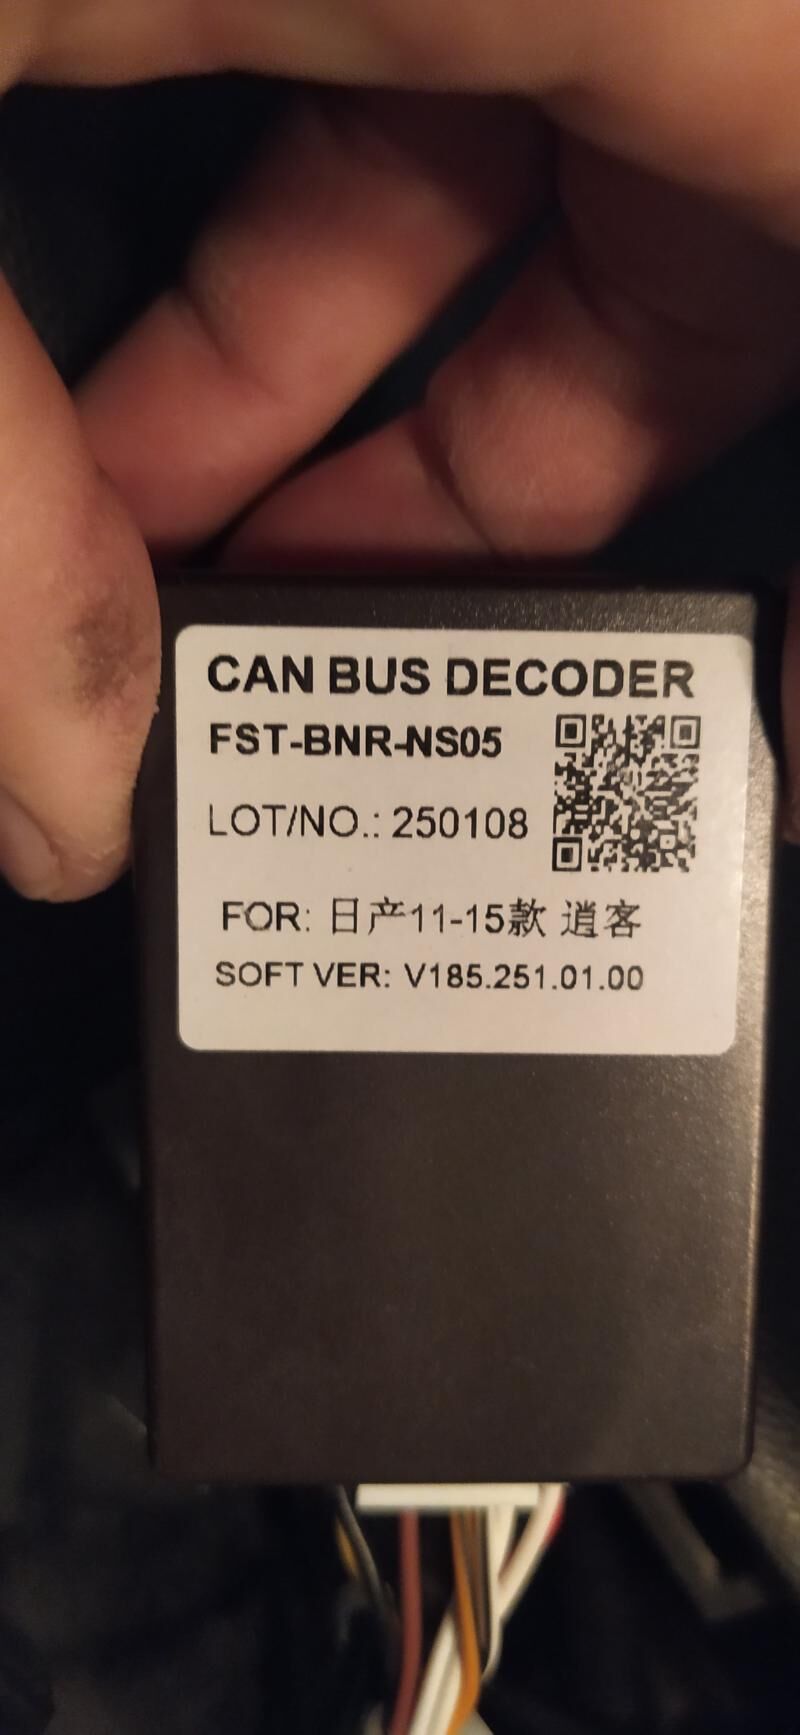 CAN BUS DECODER
FST-BNR-NS05
LOT/NO.: 250108
FOR: 日产11-15款 逍客
SOFT VER: V185.251.01.00